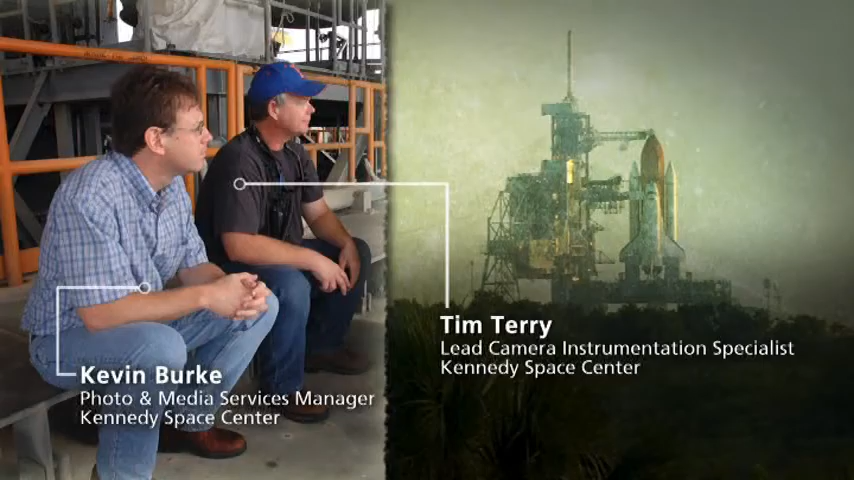 Tim Terry
Lead Camera Instrumentation Specialist
Kennedy Space Center
Kevin Burke
Photo & Media Services Manager
Kennedy Space Center